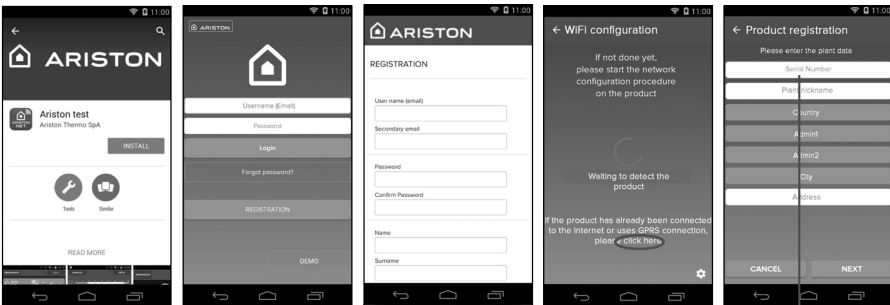 11:00
ARISTON
Ariston test
Ariston Thermo SpA
INSTALL
Tools
Similar
READ MORE
11:00
ARISTON
Username (Email)
Password
Login
Forgot password?
REGISTRATION
DEMO
11:00
ARISTON
REGISTRATION
User name (email)
Secondary email
Password
Confirm Password
Name
Surname
11:00
WiFi configuration
If not done yet,
please start the network
configuration procedure
on the product
Waiting to detect the
product
If the product has already been connected
to the Internet or uses GPRS connection,
please click here
11:00
Product registration
Please enter the plant data
Serial Number
Plant nickname
Country
Admin1
Admin2
City
Address
CANCEL
NEXT